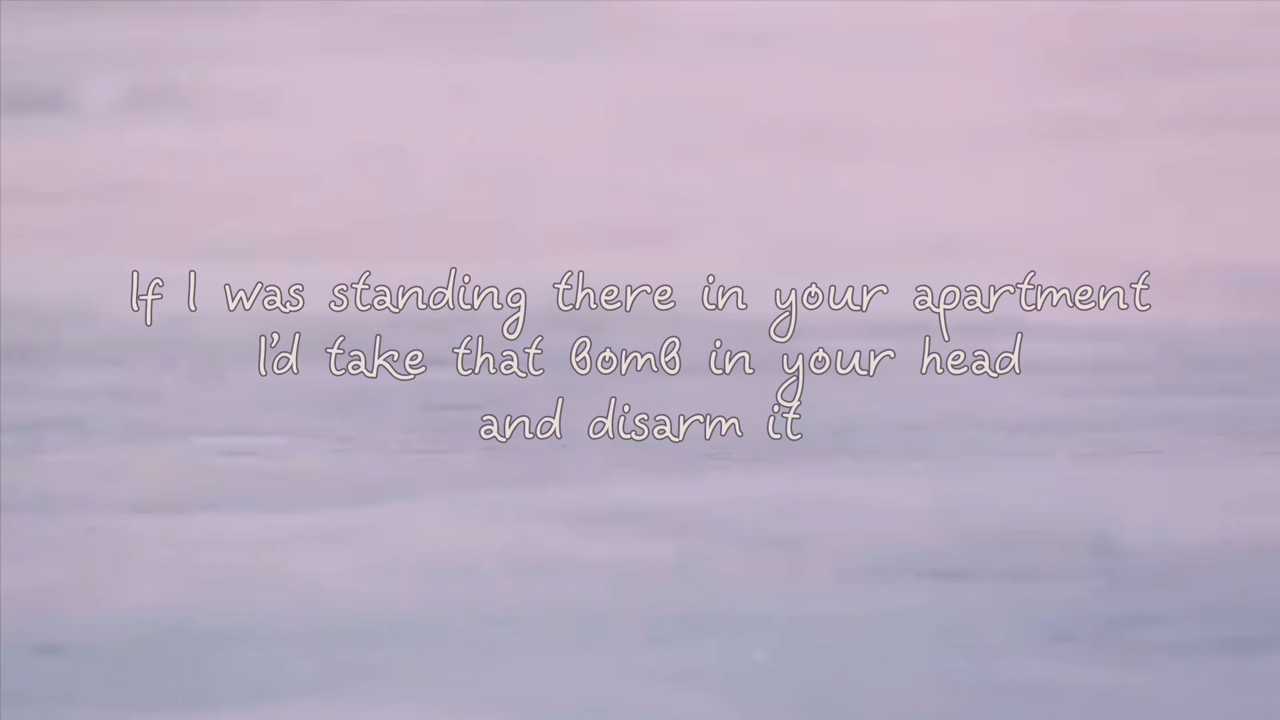 If I was standing there in your apartment
I'd take that bomb in your head
and disarm it